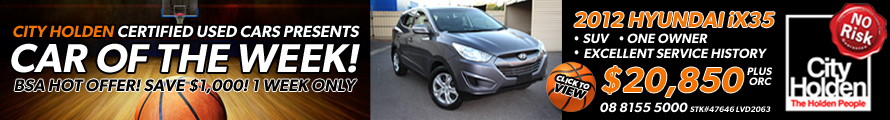 CITY HOLDEN CERTIFIED USED CARS PRESENTS
CAR OF THE WEEK!
BSA HOT OFFER! SAVE $1,000! 1 WEEK ONLY
2012 HYUNDAI iX35
• SUV • ONE OWNER
• EXCELLENT SERVICE HISTORY
CLICK TO VIEW
$20,850 PLUS ORC
08 8155 5000 STK#47646 LVD2063
NO Risk
Guarantee
City
Holden
The Holden People